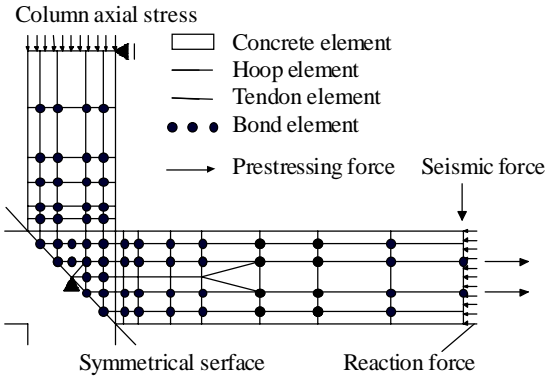 Column axial stress
Concrete element
Hoop element
Tendon element
Bond element
Prestressing force
Seismic force
Symmetrical serface
Reaction force